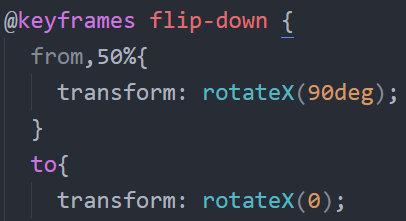 @keyframes flip-down {
from,50%{
transform: rotateX(90deg);
}
to{
transform: rotateX(0);